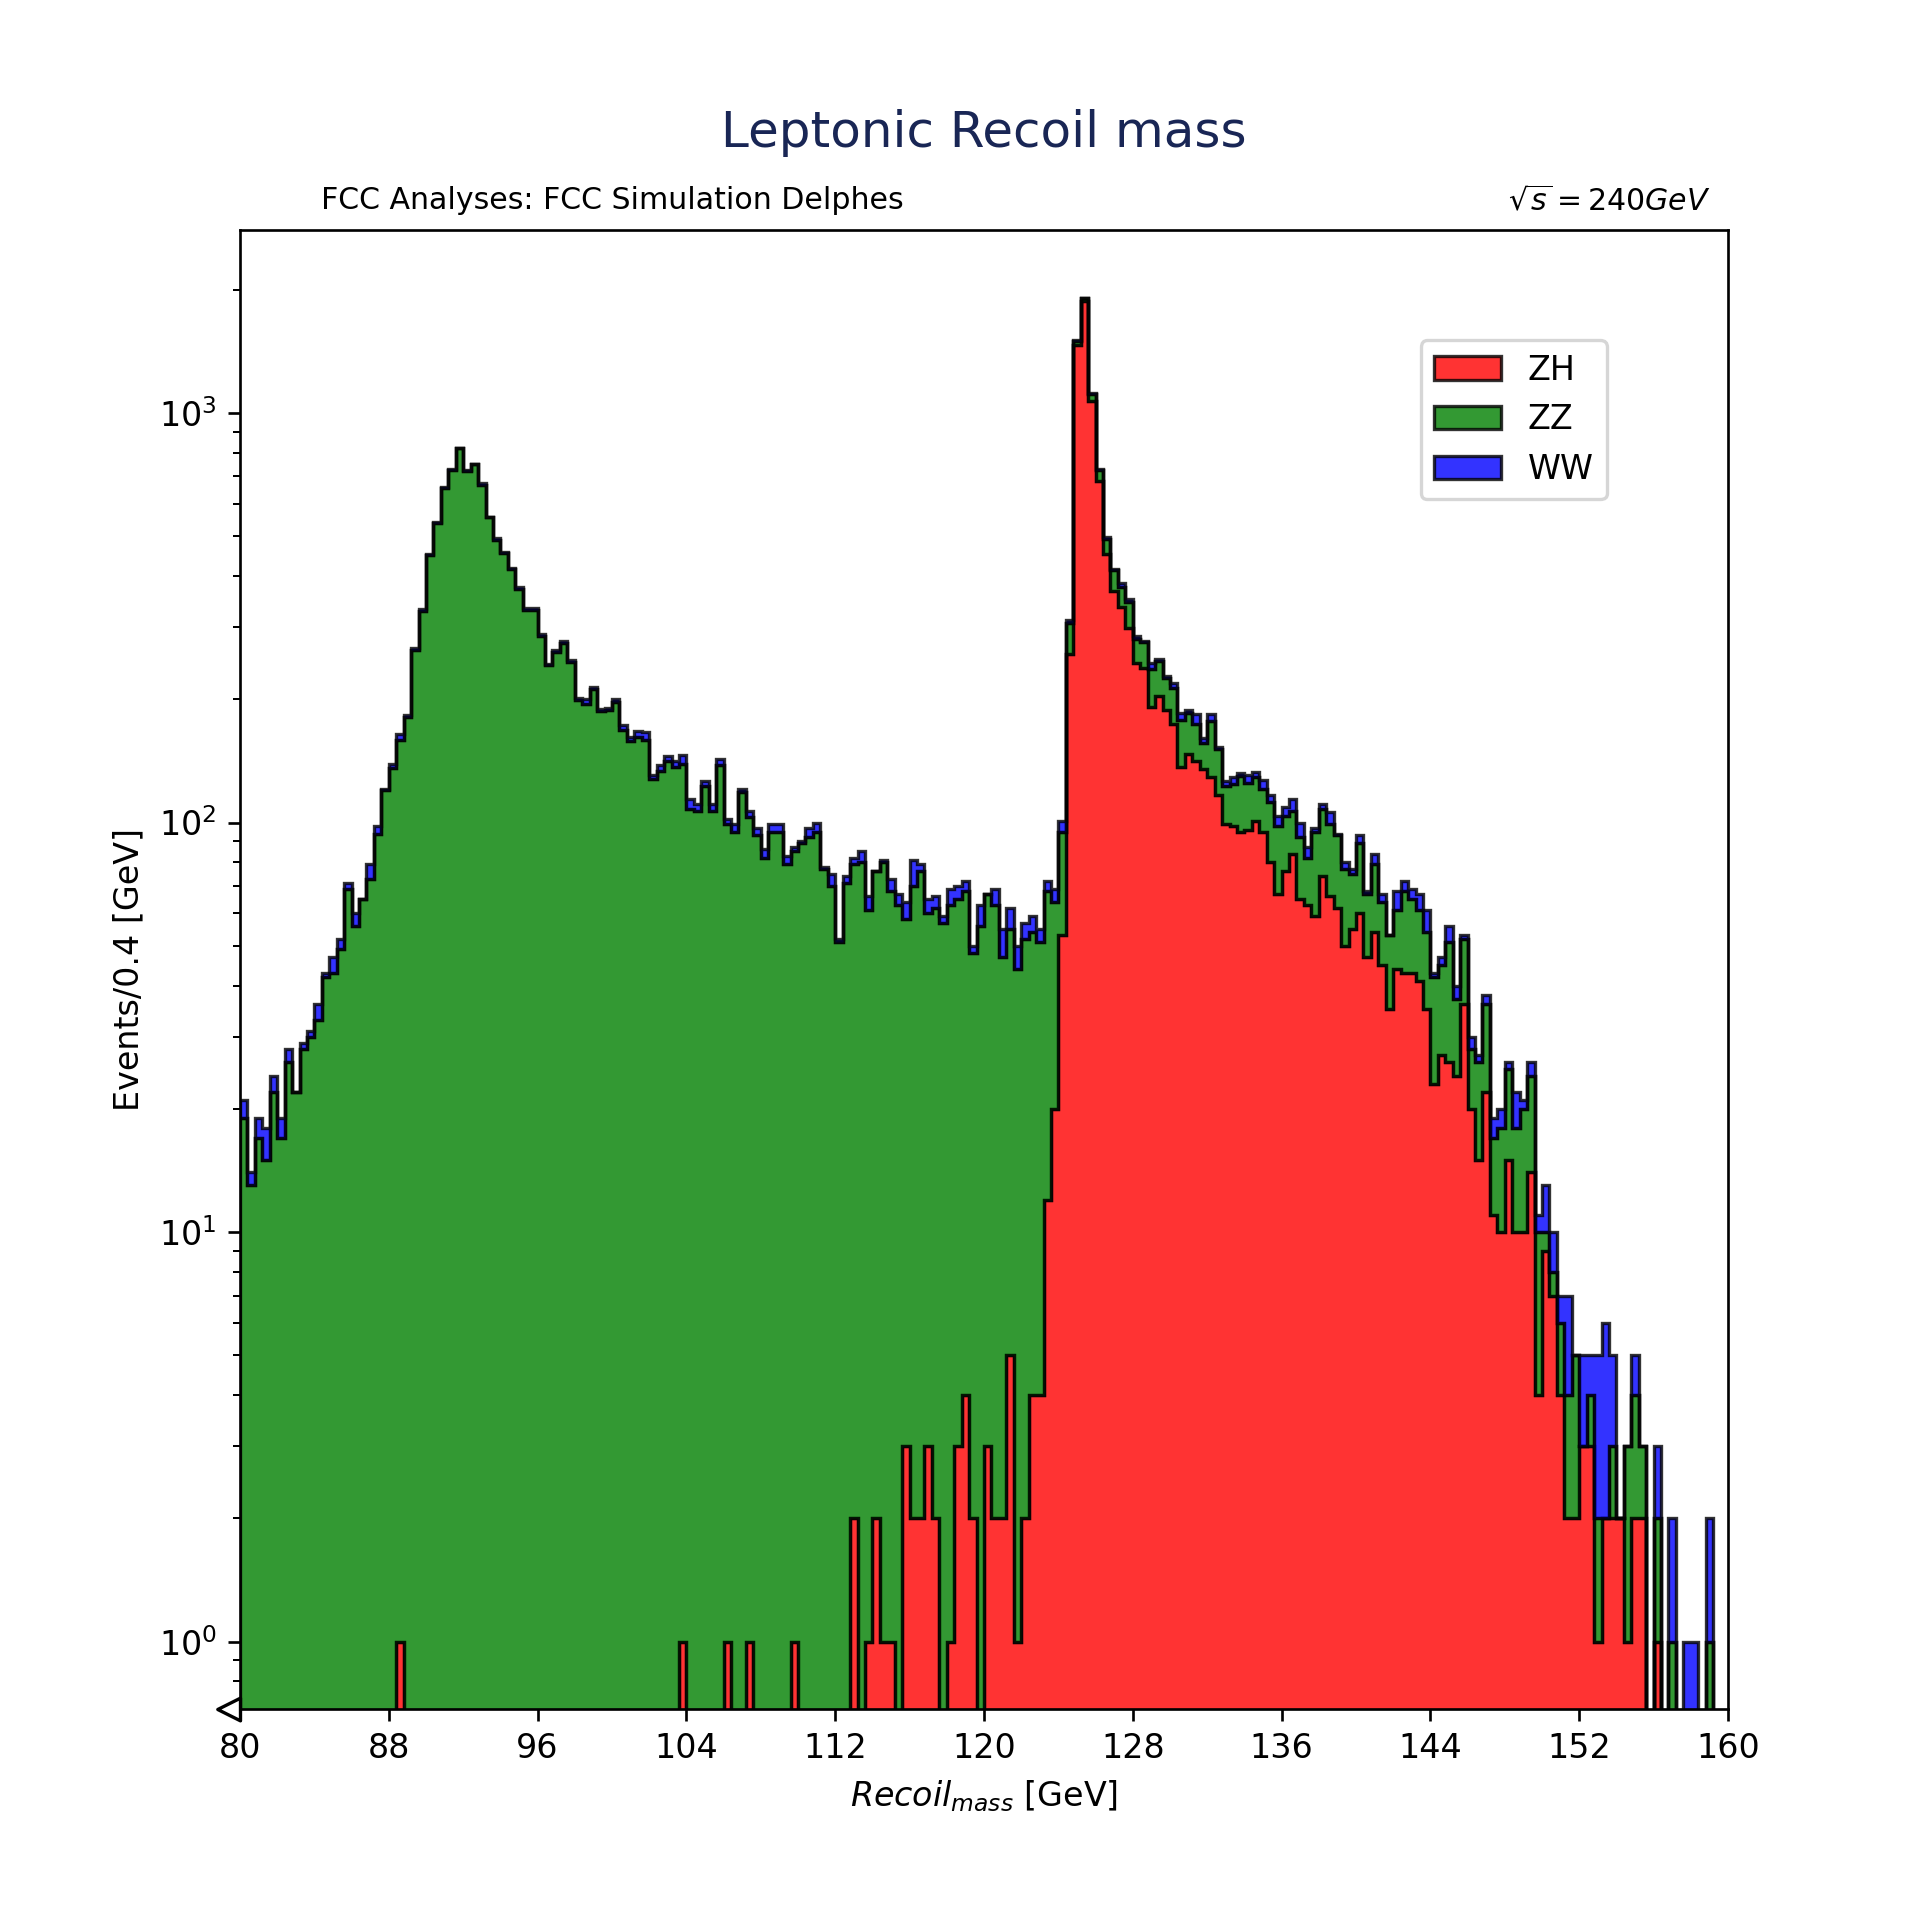 Leptonic Recoil mass
FCC Analyses: FCC Simulation Delphes
√s = 240GeV
ZH
ZZ
WW
Events/0.4 [GeV]
10³
10²
10¹
10⁰
80 88 96 104 112 120 128 136 144 152 160
Recoil_mass [GeV]